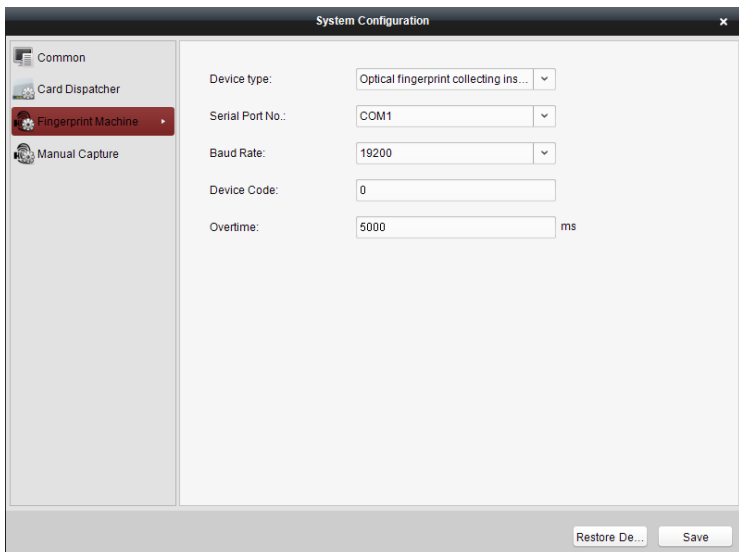 System Configuration
Common
Card Dispatcher
Fingerprint Machine
Manual Capture
Device type: Optical fingerprint collecting ins...
Serial Port No.: COM1
Baud Rate: 19200
Device Code: 0
Overtime: 5000 ms
Restore De... Save